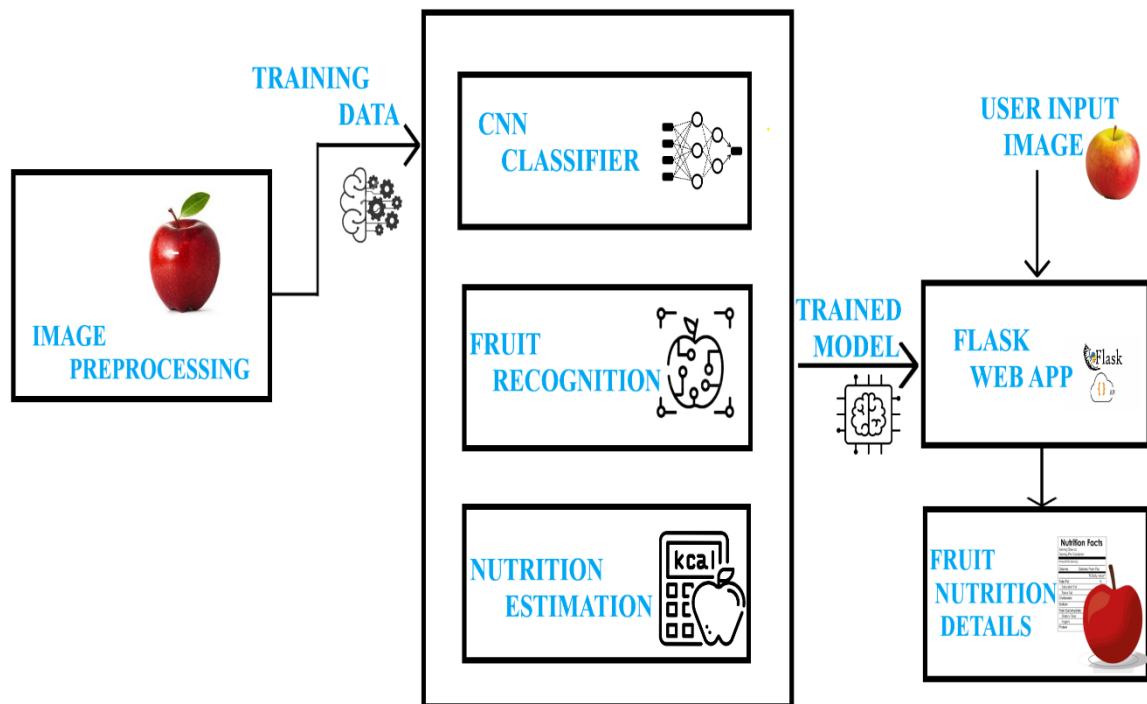 TRAINING
DATA
CNN
CLASSIFIER
USER INPUT
IMAGE
IMAGE
PREPROCESSING
FRUIT
RECOGNITION
TRAINED
MODEL
FLASK
WEB APP
Flask
{ }
NUTRITION
ESTIMATION
kcal
FRUIT
NUTRITION
DETAILS
Nutrition Facts